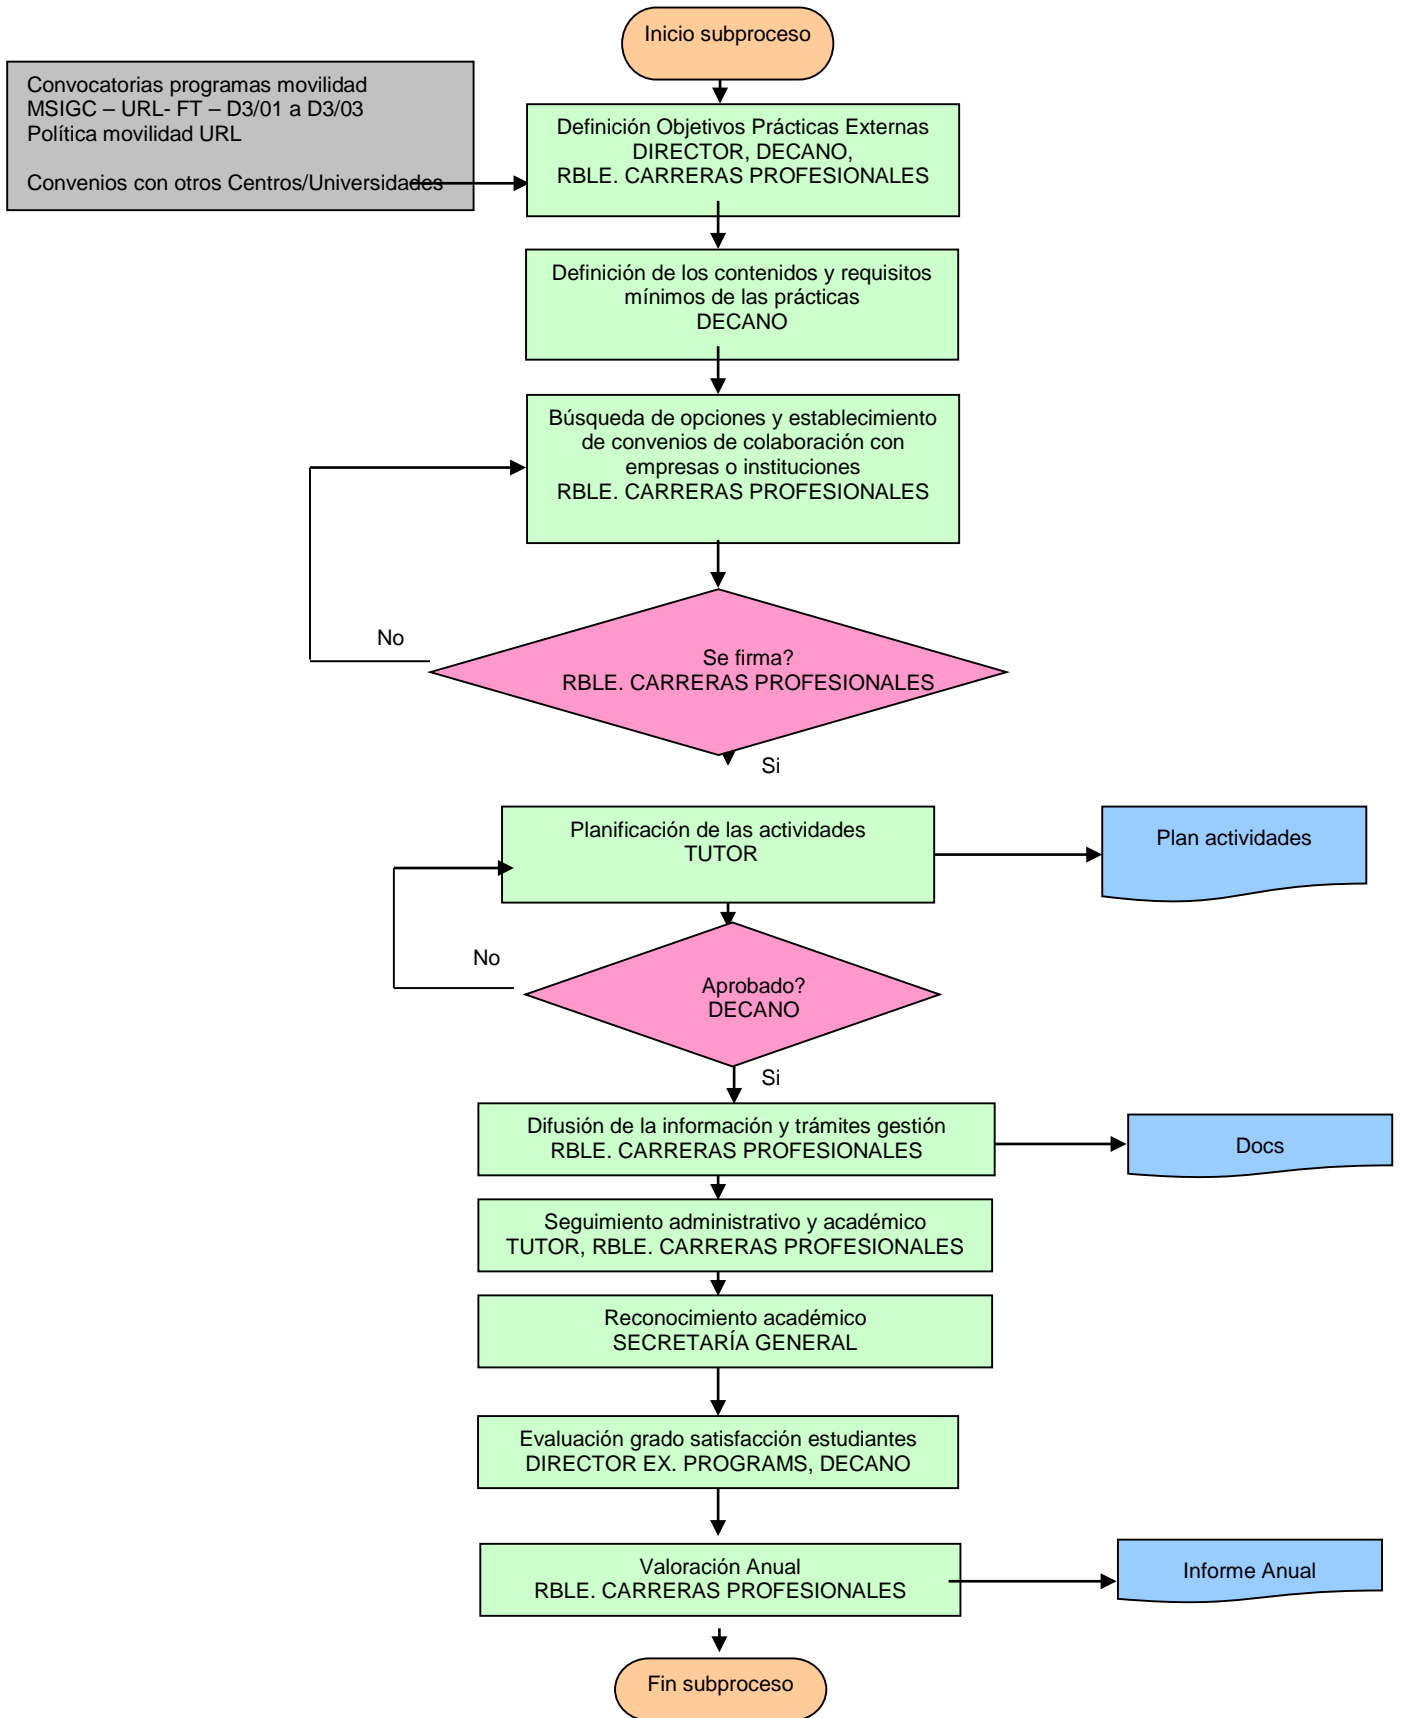 Inicio subproceso
Convocatorias programas movilidad
MSIGC – URL- FT – D3/01 a D3/03
Política movilidad URL
Convenios con otros Centros/Universidades
Definición Objetivos Prácticas Externas
DIRECTOR, DECANO,
RBLE. CARRERAS PROFESIONALES
Definición de los contenidos y requisitos
mínimos de las prácticas
DECANO
Búsqueda de opciones y establecimiento
de convenios de colaboración con
empresas o instituciones
RBLE. CARRERAS PROFESIONALES
No
Se firma?
RBLE. CARRERAS PROFESIONALES
Si
Planificación de las actividades
TUTOR
Plan actividades
No
Aprobado?
DECANO
Si
Difusión de la información y trámites gestión
RBLE. CARRERAS PROFESIONALES
Docs
Seguimiento administrativo y académico
TUTOR, RBLE. CARRERAS PROFESIONALES
Reconocimiento académico
SECRETARÍA GENERAL
Evaluación grado satisfacción estudiantes
DIRECTOR EX. PROGRAMS, DECANO
Valoración Anual
RBLE. CARRERAS PROFESIONALES
Informe Anual
Fin subproceso